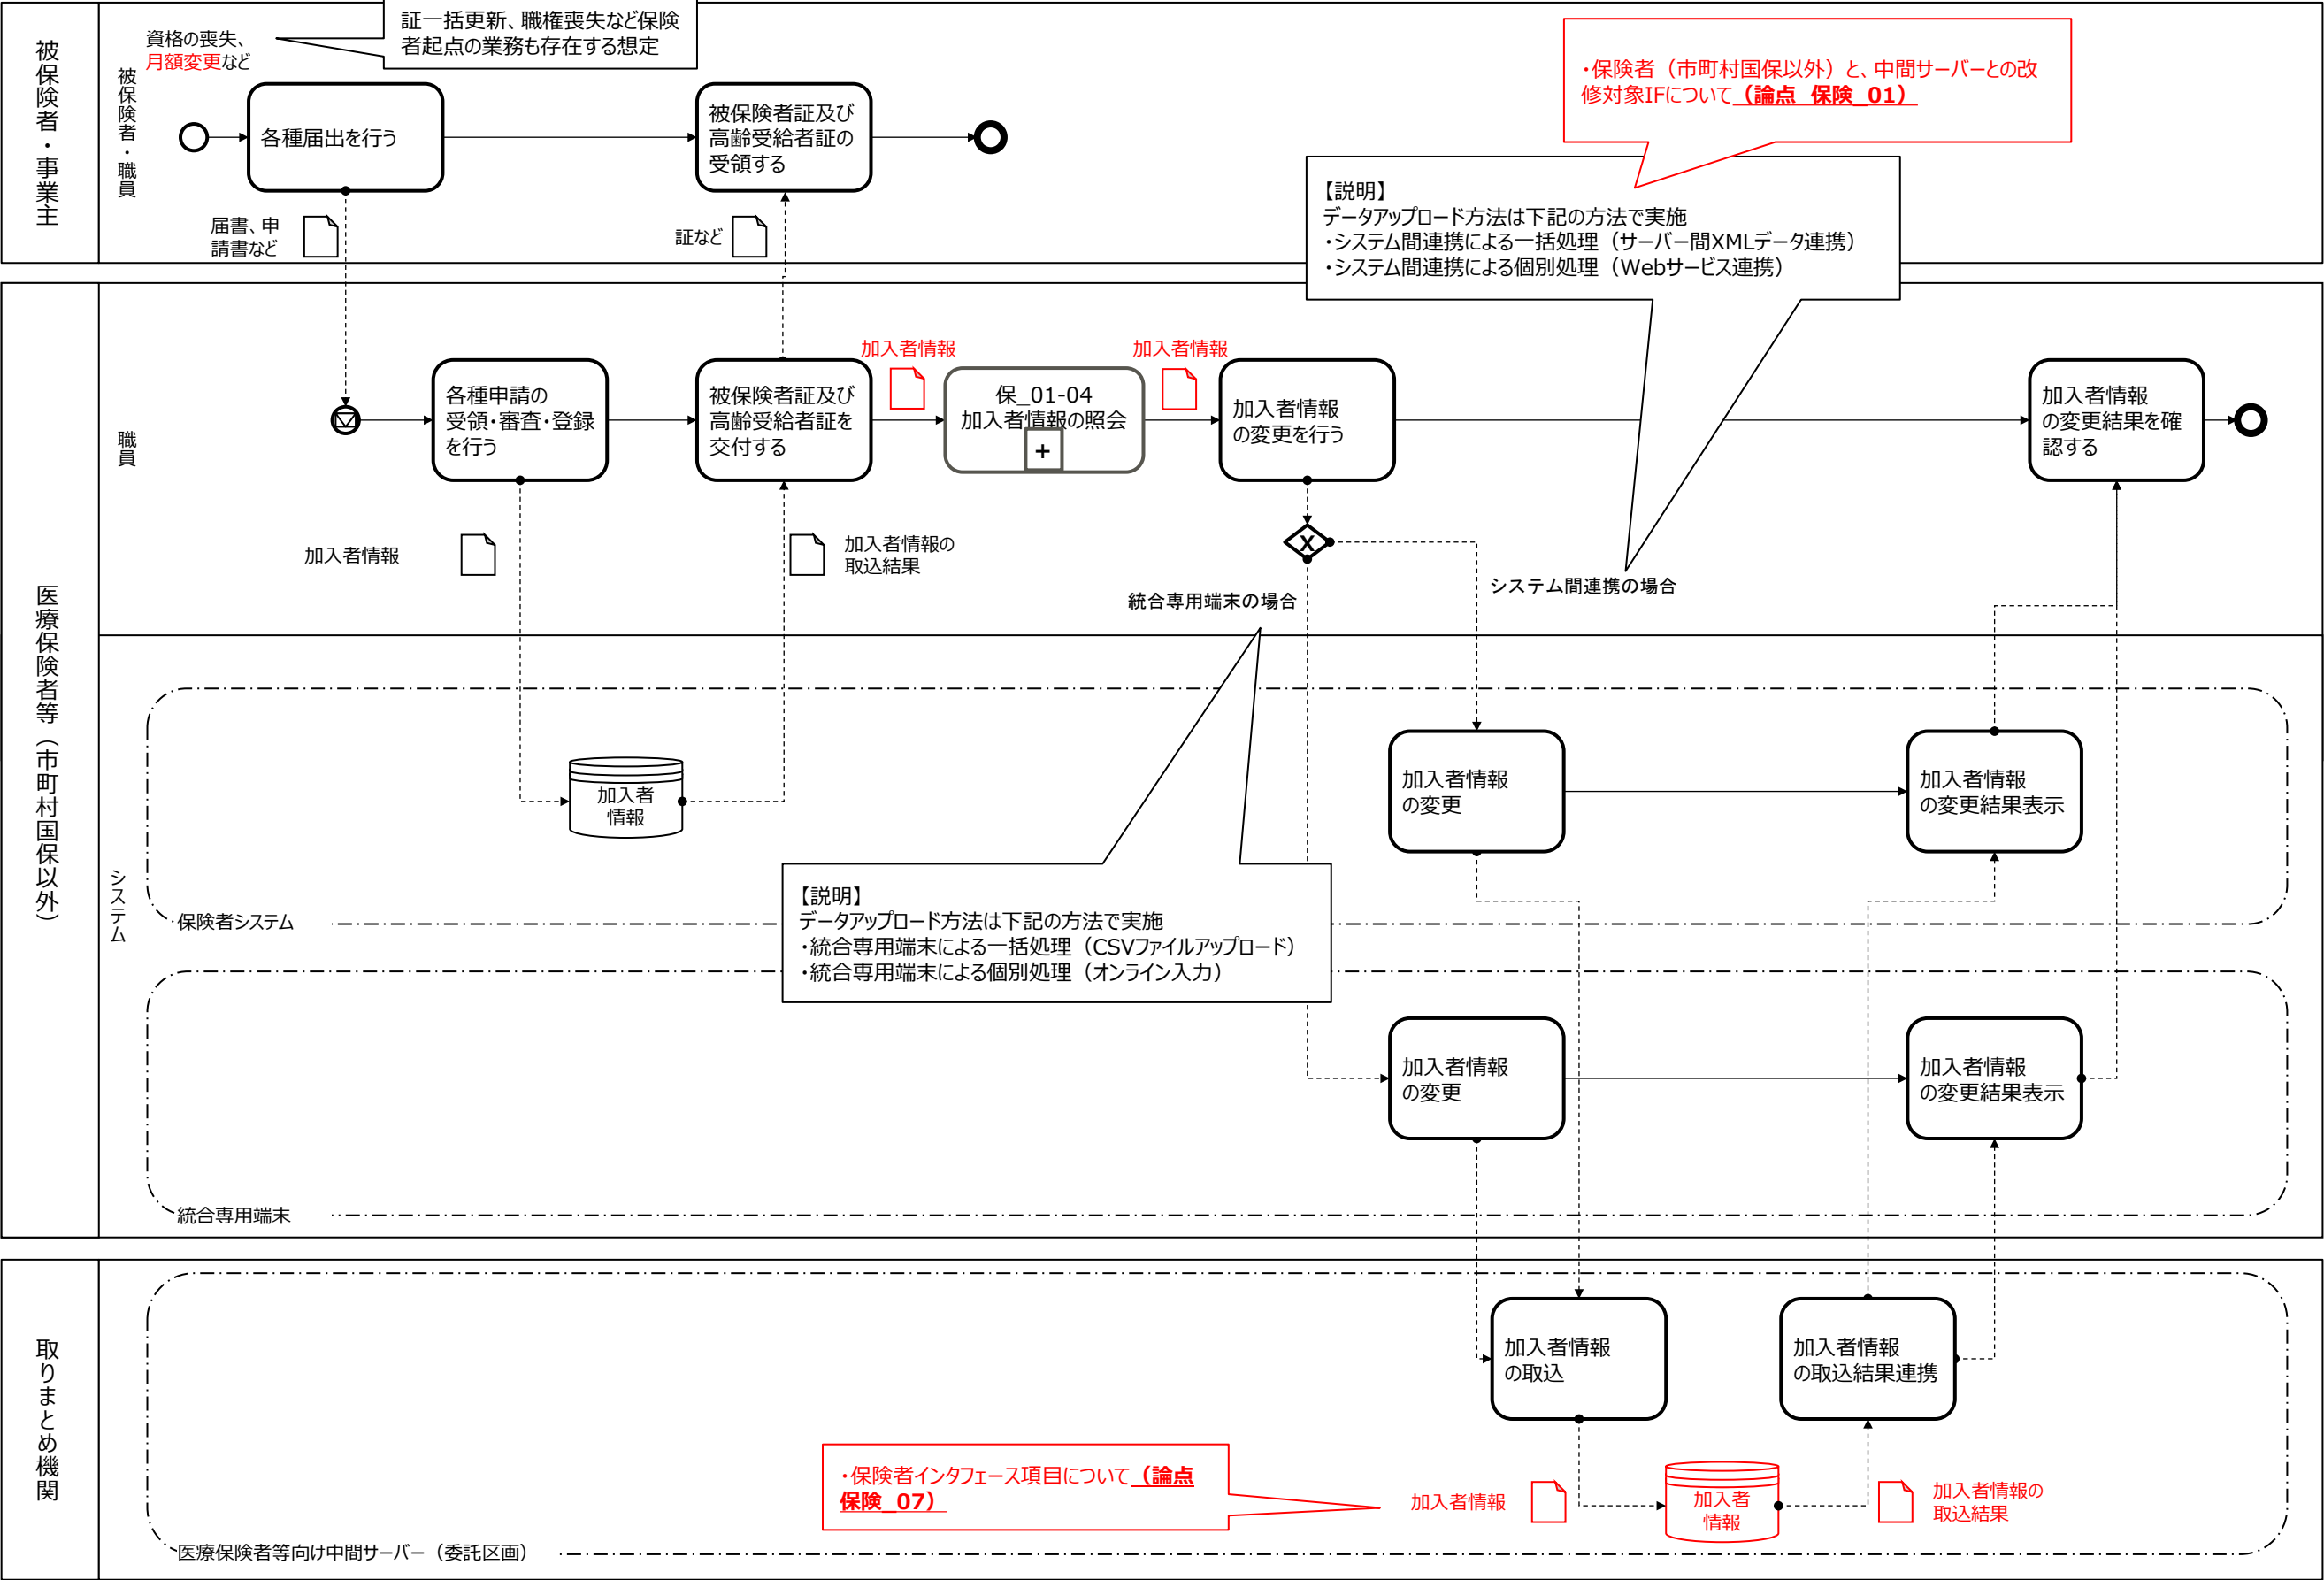 被保険者・事業主
被保険者・職員
資格の喪失、
月額変更など
証一括更新、職権喪失など保険
者起点の業務も存在する想定
各種届出を行う
被保険者証及び
高齢受給者証の
受領する
・保険者（市町村国保以外）と、中間サーバーとの改
修対象IFについて（論点 保険_01）
届書、申
請書など
証など
【説明】
データアップロード方法は下記の方法で実施
・システム間連携による一括処理（サーバー間XMLデータ連携）
・システム間連携による個別処理（Webサービス連携）
医療保険者等（市町村国保以外）
職員
各種申請の
受領・審査・登録
を行う
被保険者証及び
高齢受給者証を
交付する
加入者情報
保_01-04
加入者情報の照会
+
加入者情報
加入者情報
の変更を行う
加入者情報
の変更結果を確
認する
加入者情報
加入者情報の
取込結果
X
統合専用端末の場合
システム間連携の場合
システム
加入者
情報
加入者情報
の変更
加入者情報
の変更結果表示
保険者システム
【説明】
データアップロード方法は下記の方法で実施
・統合専用端末による一括処理（CSVファイルアップロード）
・統合専用端末による個別処理（オンライン入力）
加入者情報
の変更
加入者情報
の変更結果表示
統合専用端末
取りまとめ機関
加入者情報
の取込
加入者情報
の取込結果連携
・保険者インタフェース項目について（論点
保険_07）
加入者情報
加入者
情報
加入者情報の
取込結果
医療保険者等向け中間サーバー（委託区画）